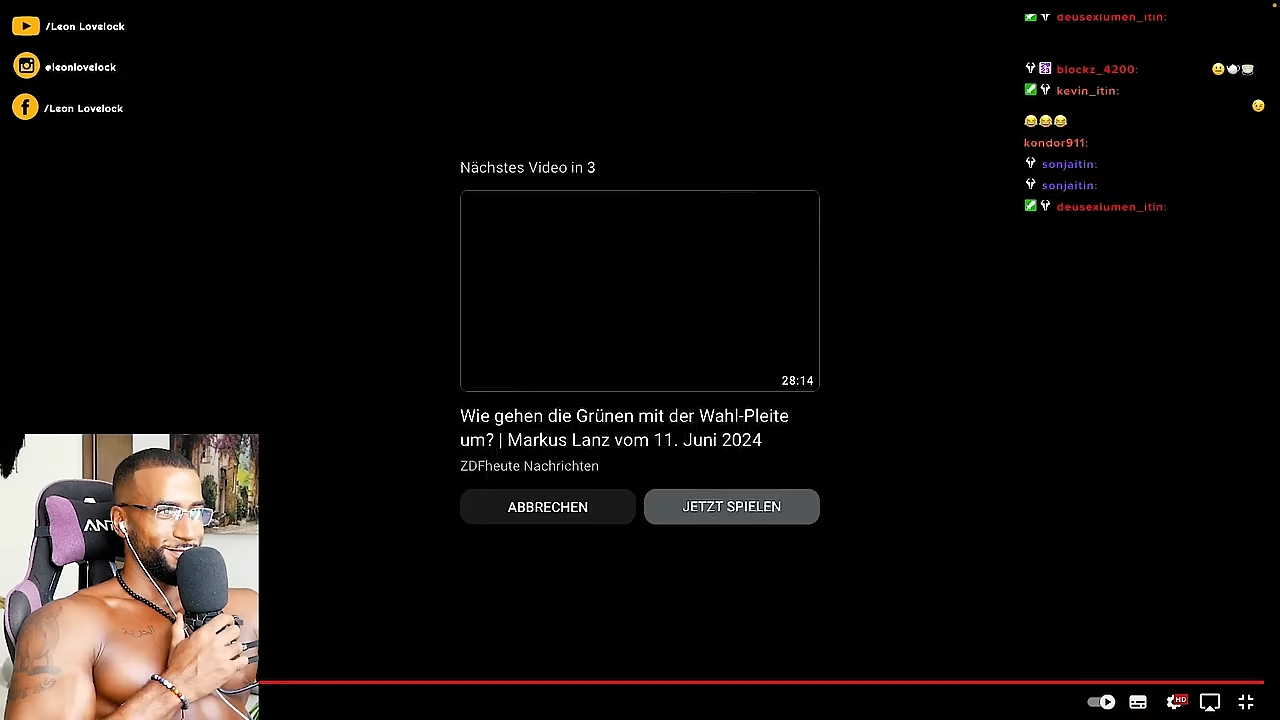 /Leon Lovelock
@leonlovelock
/Leon Lovelock
deusexlumen_itin:
blockz_4200:
kevin_itin:
kondor911:
sonjaitin:
sonjaitin:
deusexlumen_itin:
Nächstes Video in 3
28:14
Wie gehen die Grünen mit der Wahl-Pleite
um? | Markus Lanz vom 11. Juni 2024
ZDFheute Nachrichten
ABBRECHEN
JETZT SPIELEN
HD